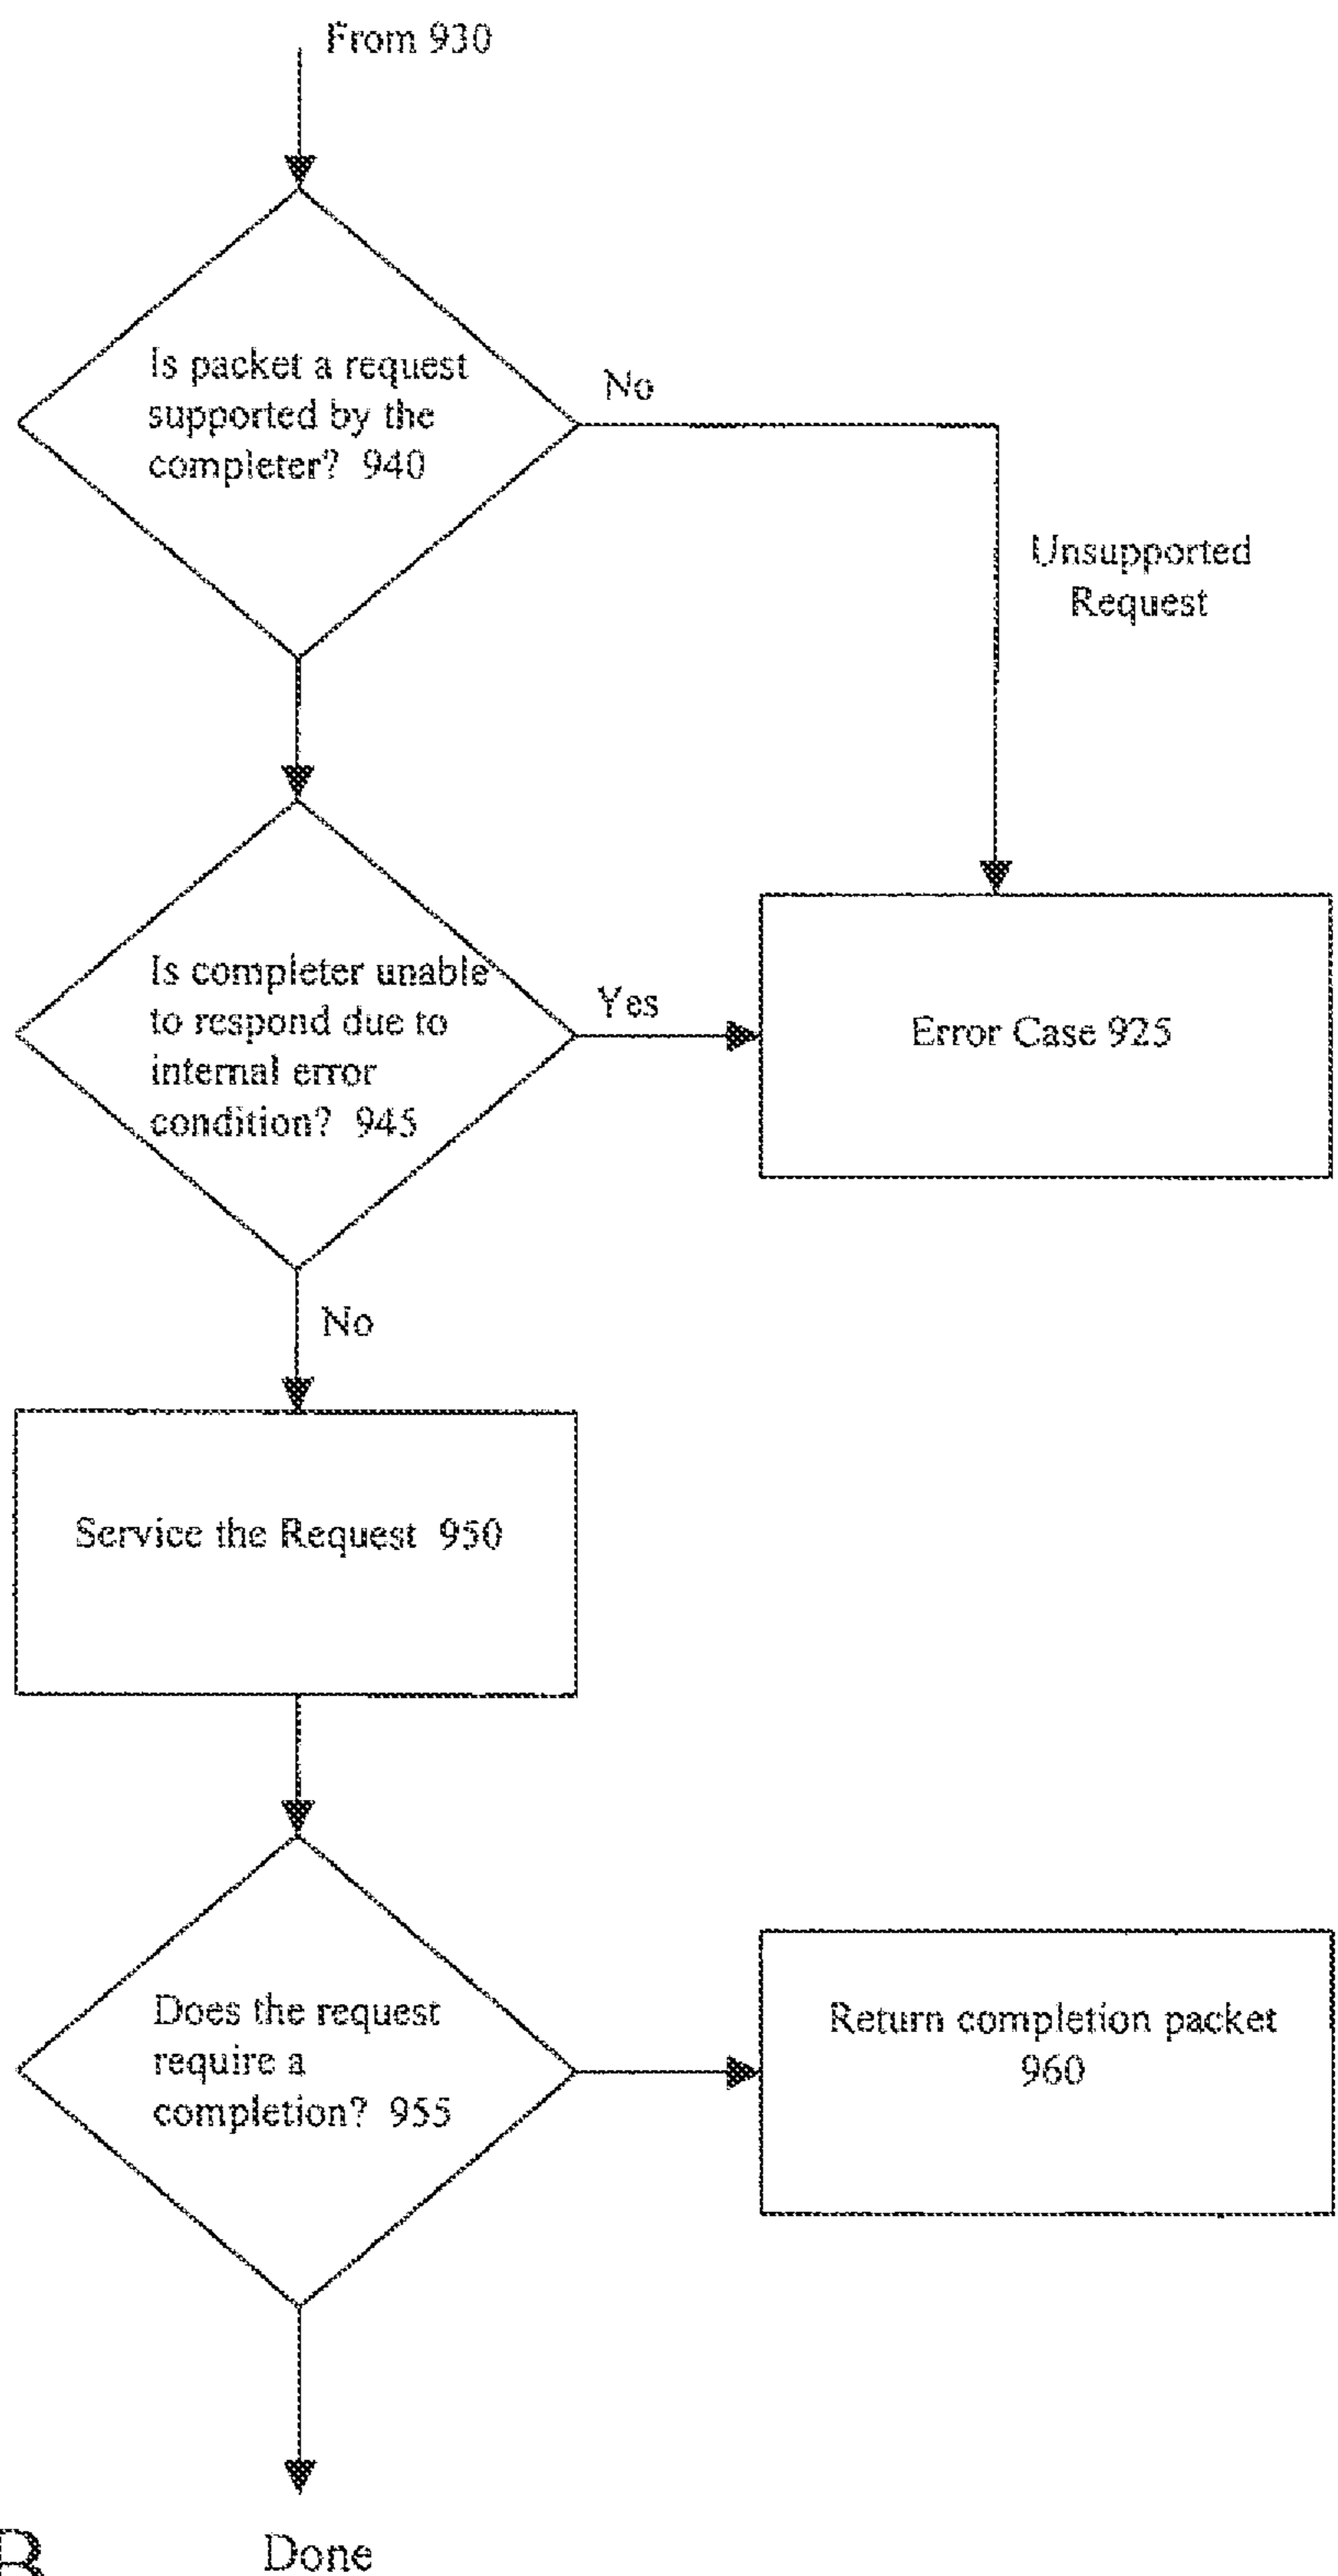 From 930
Is packet a request
supported by the
completer? 940
No
Unsupported
Request
Is completer unable
to respond due to
internal error
condition? 945
Yes
Error Case 925
No
Service the Request 950
Does the request
require a
completion? 955
Return completion packet
960
Done
B